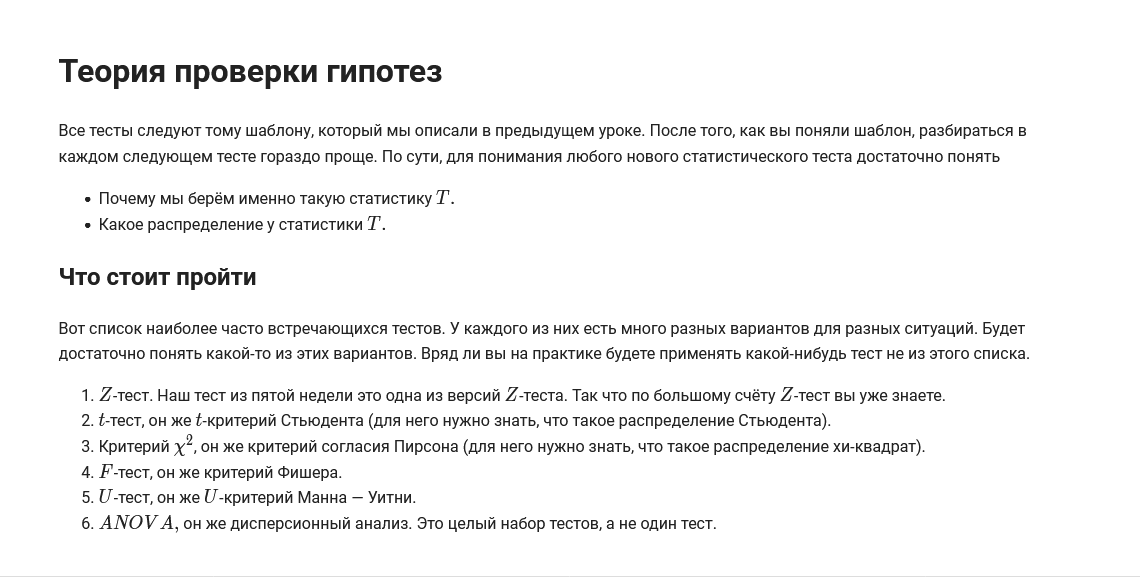 Теория проверки гипотез
Все тесты следуют тому шаблону, который мы описали в предыдущем уроке. После того, как вы поняли шаблон, разбираться в
каждом следующем тесте гораздо проще. По сути, для понимания любого нового статистического теста достаточно понять
• Почему мы берём именно такую статистику T.
• Какое распределение у статистики T.
Что стоит пройти
Вот список наиболее часто встречающихся тестов. У каждого из них есть много разных вариантов для разных ситуаций. Будет
достаточно понять какой-то из этих вариантов. Вряд ли вы на практике будете применять какой-нибудь тест не из этого списка.
1. Z-тест. Наш тест из пятой недели это одна из версий Z-теста. Так что по большому счёту Z-тест вы уже знаете.
2. t-тест, он же t-критерий Стьюдента (для него нужно знать, что такое распределение Стьюдента).
3. Критерий χ², он же критерий согласия Пирсона (для него нужно знать, что такое распределение хи-квадрат).
4. F-тест, он же критерий Фишера.
5. U-тест, он же U-критерий Манна — Уитни.
6. ANOVA, он же дисперсионный анализ. Это целый набор тестов, а не один тест.